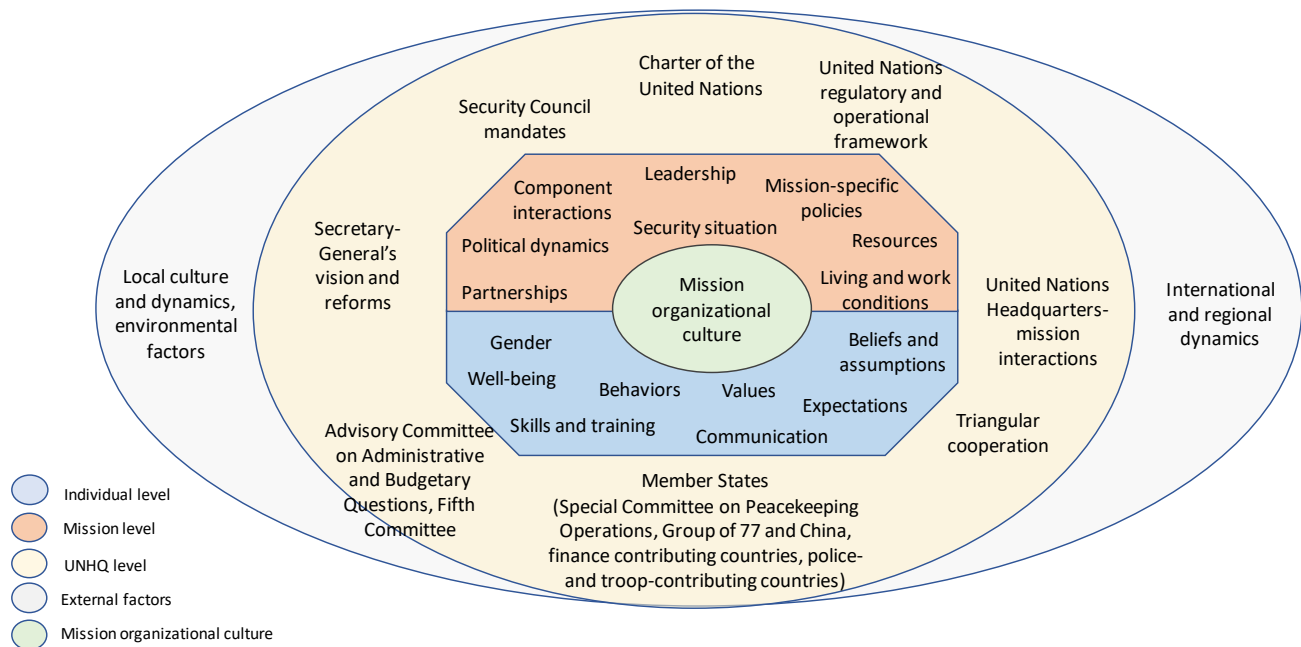 Charter of the
United Nations
United Nations
regulatory and
operational
framework
Security Council
mandates
Leadership
Component
interactions
Mission-specific
policies
Security situation
Political dynamics
Resources
Partnerships
Living and work
conditions
Secretary-
General’s
vision and
reforms
Local culture
and dynamics,
environmental
factors
Mission
organizational
culture
United Nations
Headquarters-
mission
interactions
International
and regional
dynamics
Gender
Beliefs and
assumptions
Well-being
Behaviors
Values
Expectations
Skills and training
Communication
Triangular
cooperation
Advisory Committee
on Administrative
and Budgetary
Questions, Fifth
Committee
Member States
(Special Committee on Peacekeeping
Operations, Group of 77 and China,
finance contributing countries, police-
and troop-contributing countries)
Individual level
Mission level
UNHQ level
External factors
Mission organizational culture